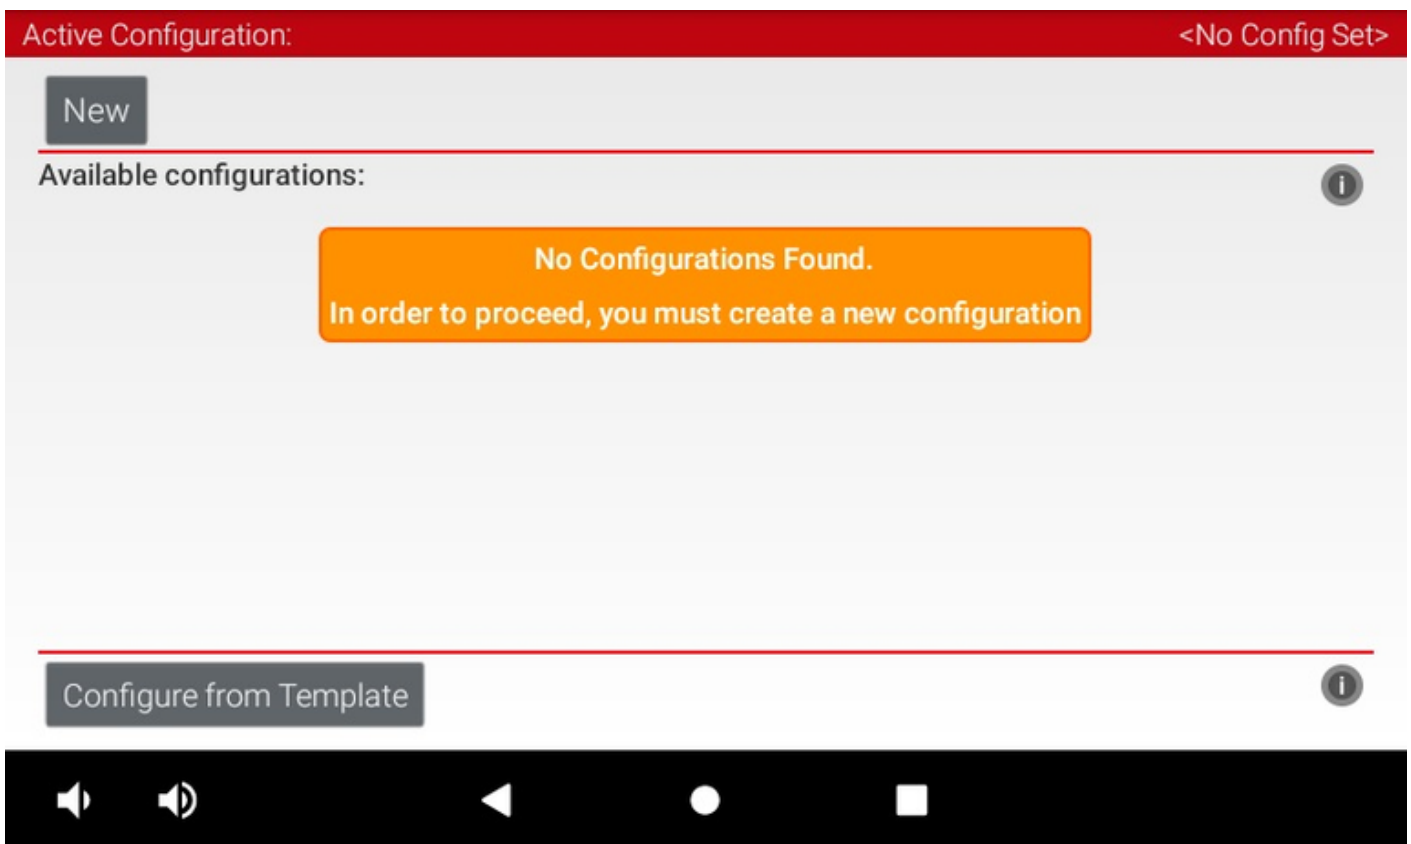 Active Configuration:
<No Config Set>
New
Available configurations:
No Configurations Found.
In order to proceed, you must create a new configuration
Configure from Template